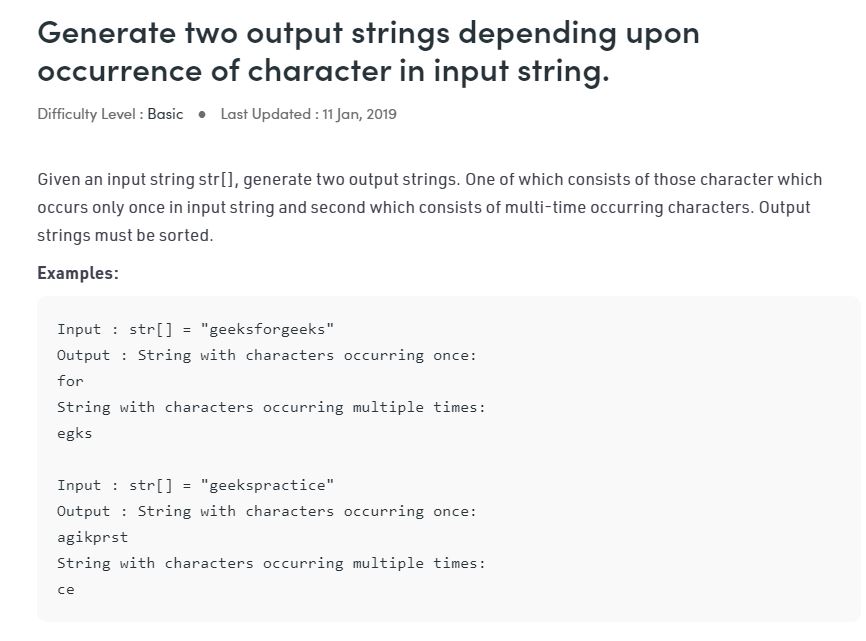 Generate two output strings depending upon
occurrence of character in input string.
Difficulty Level : Basic ● Last Updated : 11 Jan, 2019
Given an input string str[], generate two output strings. One of which consists of those character which
occurs only once in input string and second which consists of multi-time occurring characters. Output
strings must be sorted.
Examples:
Input : str[] = "geeksforgeeks"
Output : String with characters occurring once:
for
String with characters occurring multiple times:
egks
Input : str[] = "geekspractice"
Output : String with characters occurring once:
agikprst
String with characters occurring multiple times:
ce